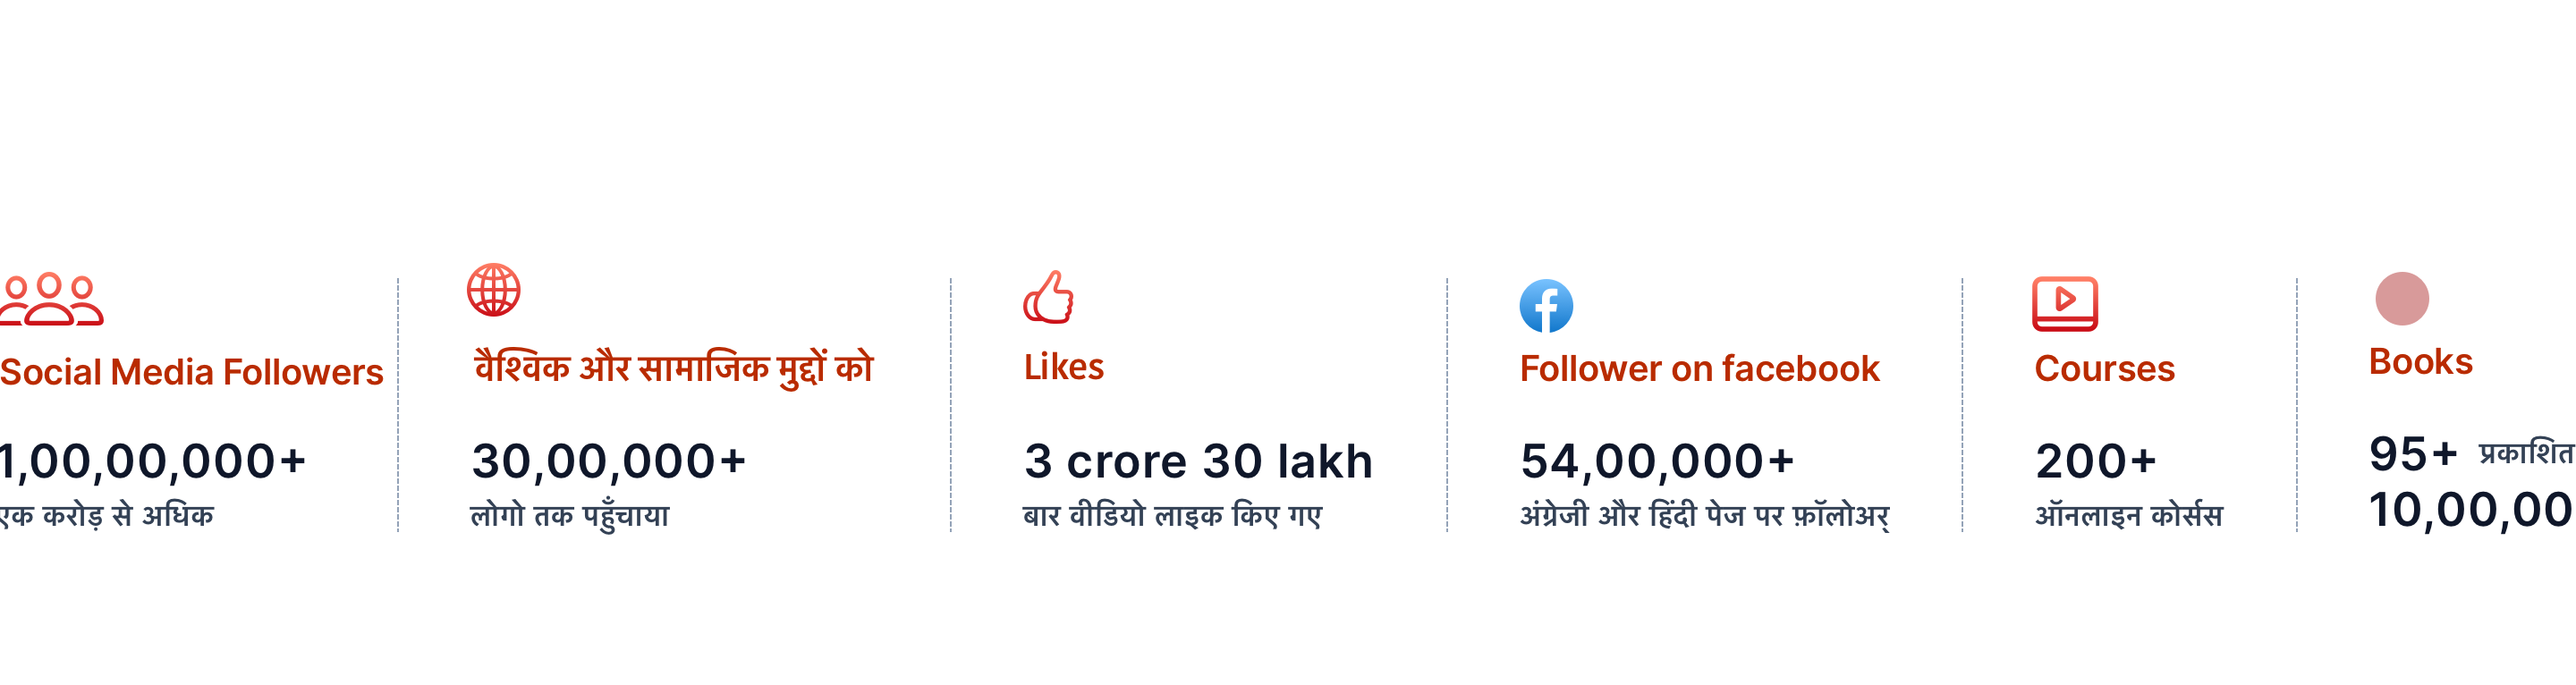 Social Media Followers
1,00,00,000+
एक करोड़ से अधिक
वैश्विक और सामाजिक मुद्दों को
30,00,000+
लोगो तक पहुँचाया
Likes
3 crore 30 lakh
बार वीडियो लाइक किए गए
Follower on facebook
54,00,000+
अंग्रेजी और हिंदी पेज पर फ़ॉलोअर्
Courses
200+
ऑनलाइन कोर्सस
Books
95+ प्रकाशित
10,00,00